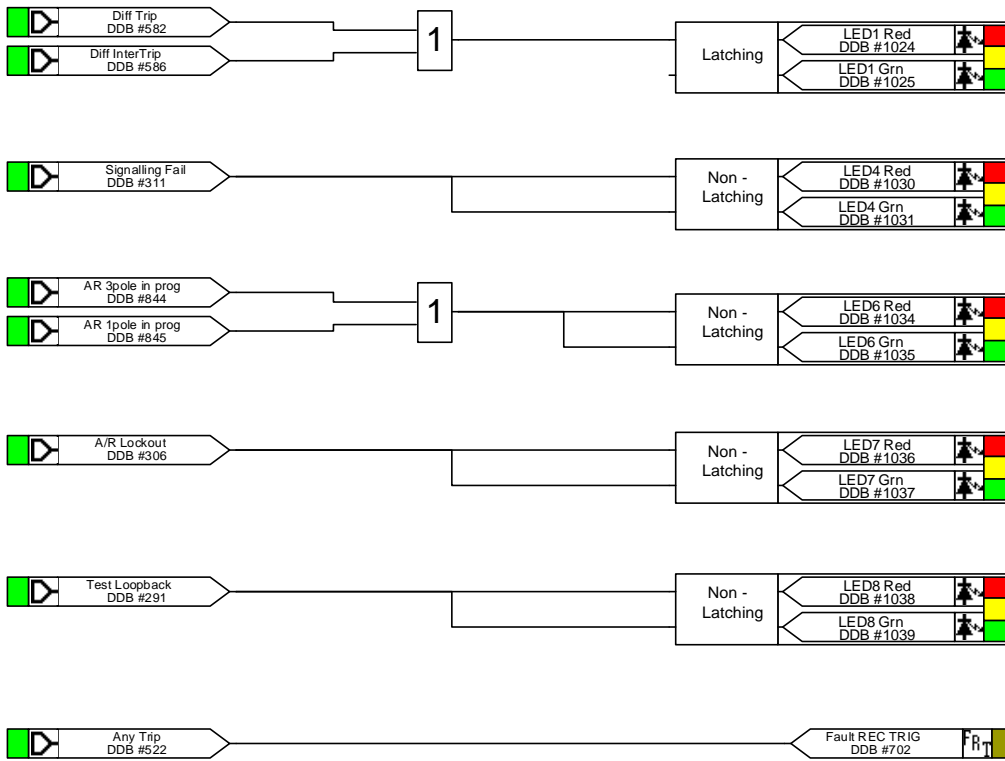 Diff Trip
DDB #582
Diff InterTrip
DDB #586
1
Latching
LED1 Red
DDB #1024
LED1 Grn
DDB #1025
Signalling Fail
DDB #311
Non -
Latching
LED4 Red
DDB #1030
LED4 Grn
DDB #1031
AR 3pole in prog
DDB #844
AR 1pole in prog
DDB #845
1
Non -
Latching
LED6 Red
DDB #1034
LED6 Grn
DDB #1035
A/R Lockout
DDB #306
Non -
Latching
LED7 Red
DDB #1036
LED7 Grn
DDB #1037
Test Loopback
DDB #291
Non -
Latching
LED8 Red
DDB #1038
LED8 Grn
DDB #1039
Any Trip
DDB #522
Fault REC TRIG
DDB #702
FRT